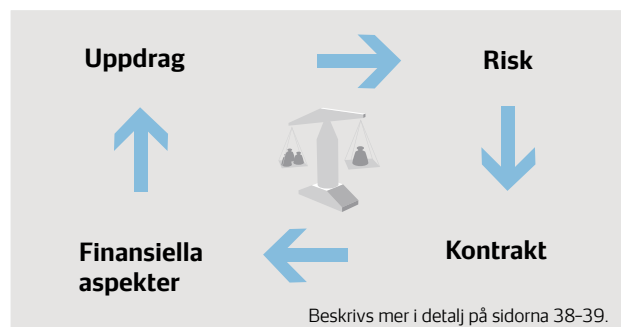 Uppdrag
Risk
Finansiella
aspekter
Kontrakt
Beskrivs mer i detalj på sidorna 38–39.